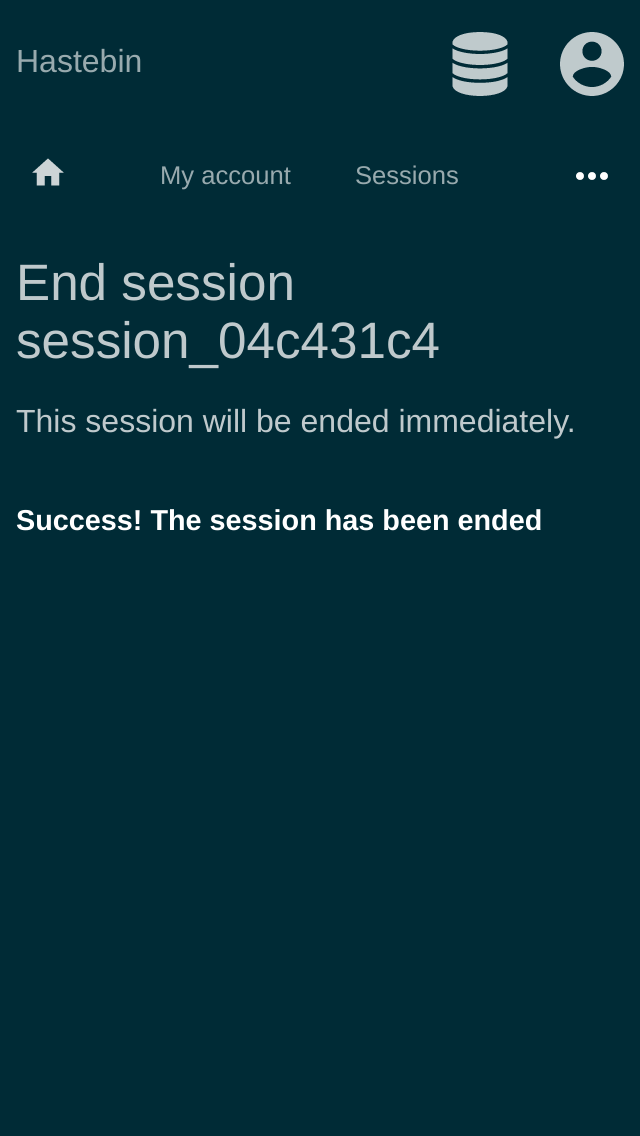 Hastebin
My account Sessions
End session
session_04c431c4
This session will be ended immediately.
Success! The session has been ended